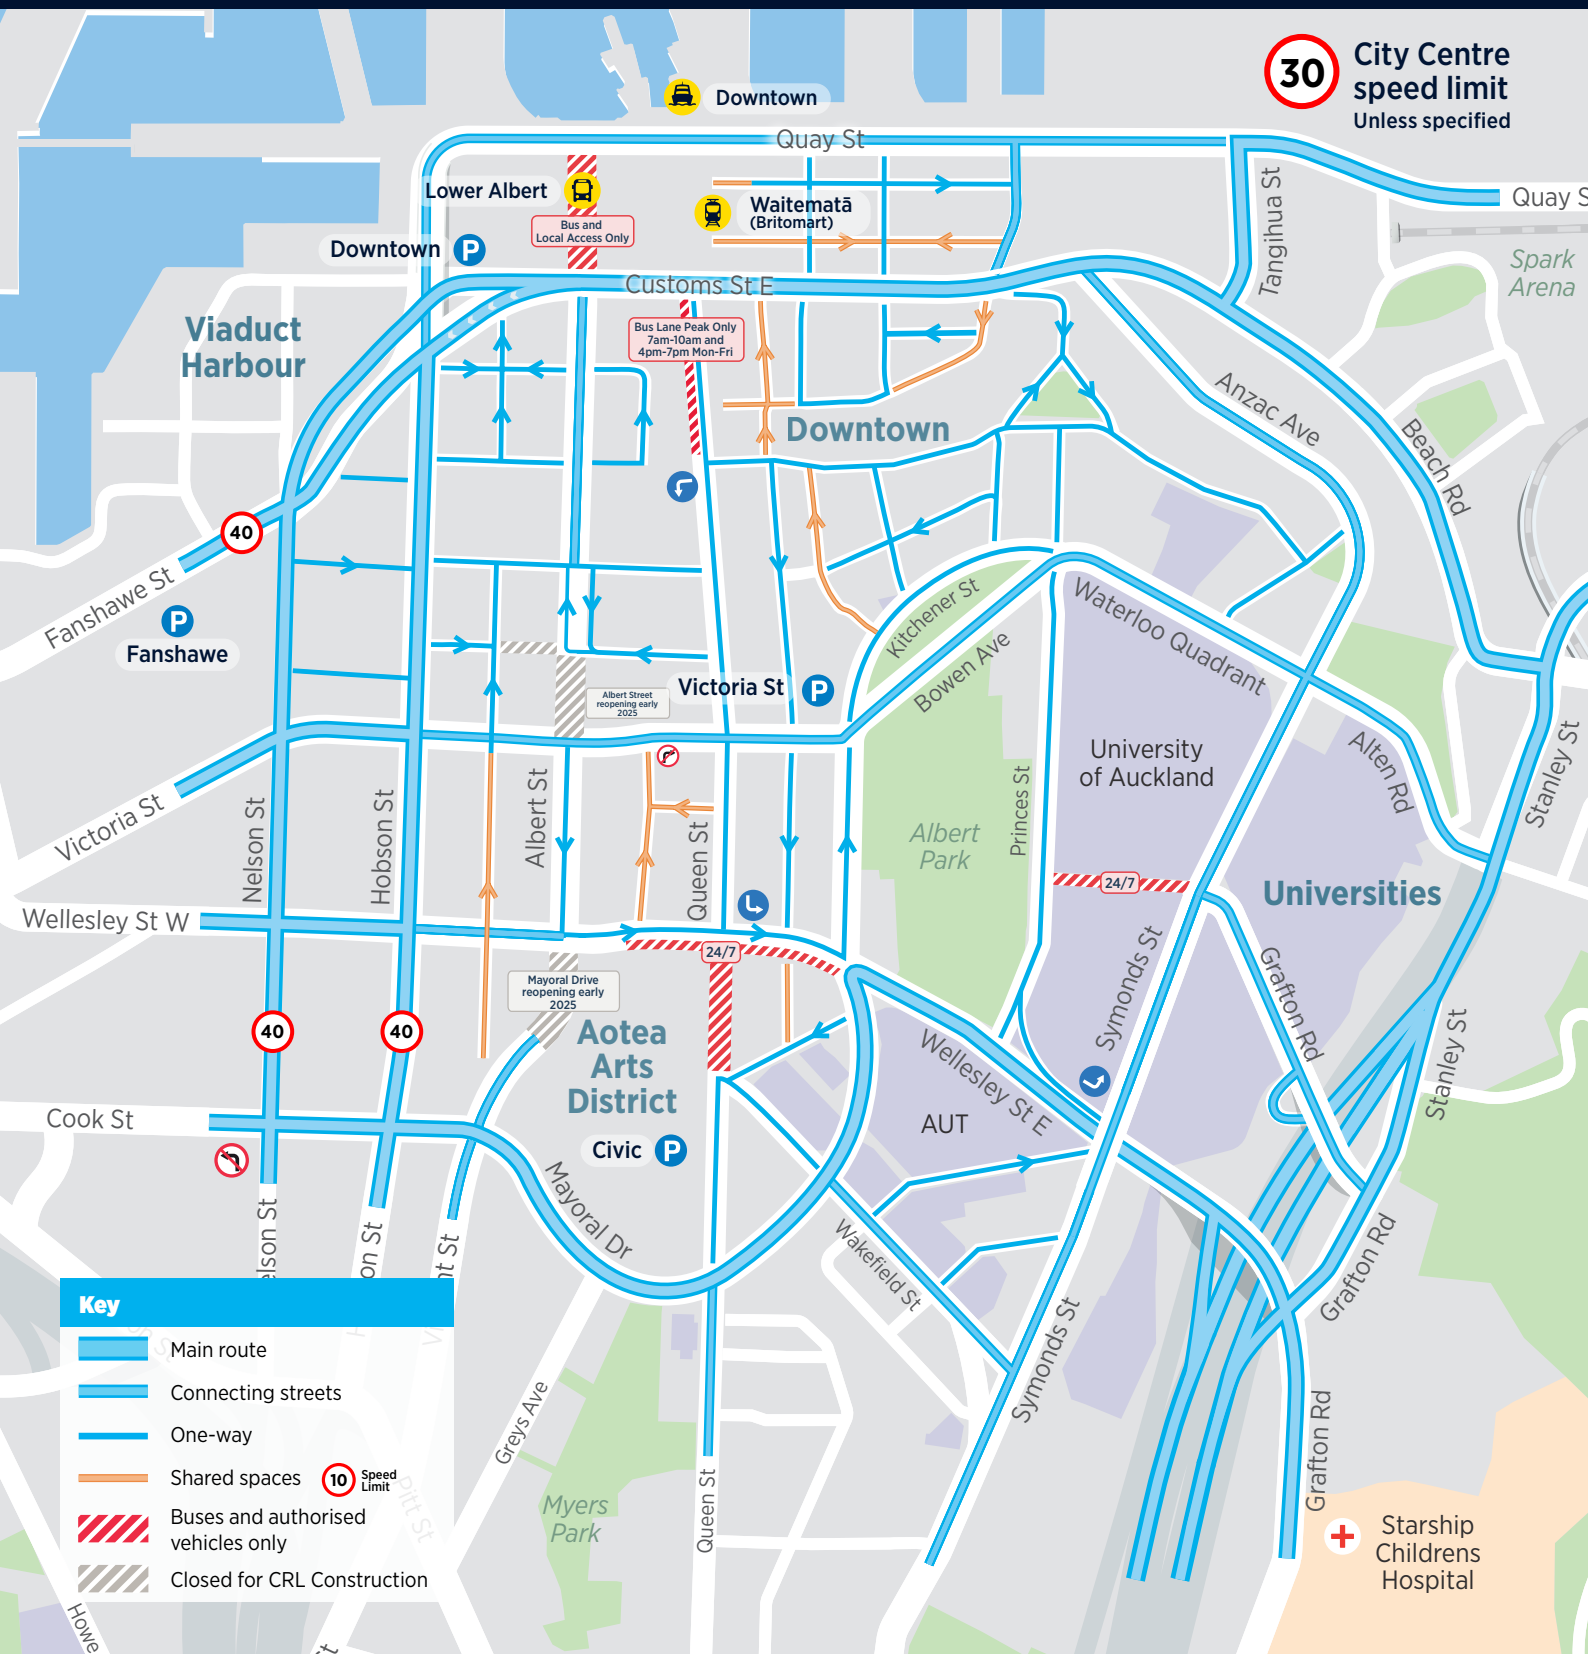 30
City Centre
speed limit
Unless specified
Downtown
Quay St
Quay S
Lower Albert
Bus and
Local Access Only
Waitematā
(Britomart)
Tangihua St
Downtown
Spark
Arena
Customs St E
Viaduct
Harbour
Bus Lane Peak Only
7am-10am and
4pm-7pm Mon-Fri
Anzac Ave
Downtown
Beach Rd
40
Fanshawe St
Fanshawe
P
P
Kitchener St
Bowen Ave
Waterloo Quadrant
Victoria St
P
Albert Street
reopening early
2025
University
of Auckland
Alten Rd
Stanley St
Victoria St
Nelson St
Hobson St
Albert St
Queen St
Albert
Park
Princes St
24/7
Universities
Wellesley St W
24/7
Symonds St
Grafton Rd
Mayoral Drive
reopening early
2025
40
40
Aotea
Arts
District
Wellesley St E
Stanley St
Cook St
AUT
Civic
P
Mayoral Dr
Wakefield St
Grafton Rd
elson St
on St
nt St
Symonds St
Key
Main route
Connecting streets
One-way
Shared spaces
10
Speed
Limit
Buses and authorised
vehicles only
Closed for CRL Construction
Pitt St
Greys Ave
Myers
Park
Queen St
Grafton Rd
Starship
Childrens
Hospital
Howe
t